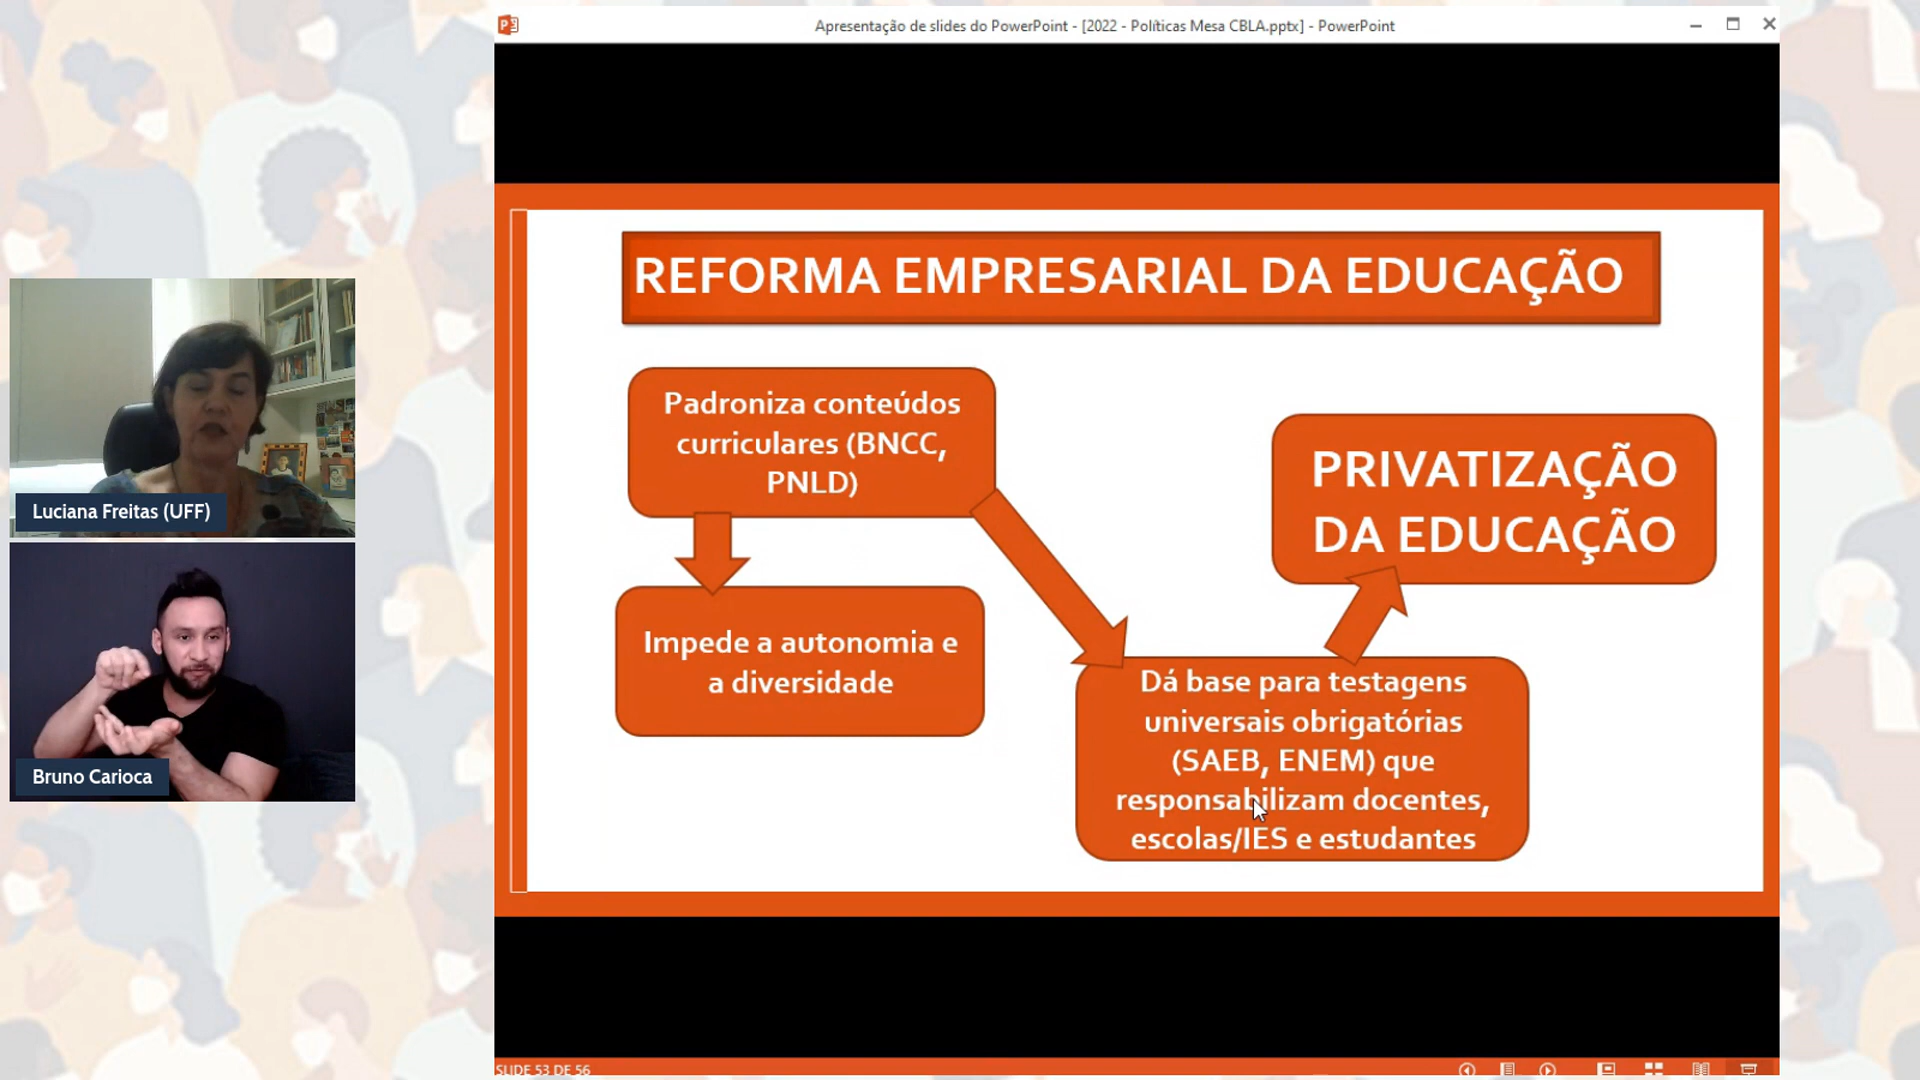 Apresentação de slides do PowerPoint - [2022 - Políticas Mesa CBLA.pptx] - PowerPoint
REFORMA EMPRESARIAL DA EDUCAÇÃO
Padroniza conteúdos
curriculares (BNCC,
PNLD)
Impede a autonomia e
a diversidade
PRIVATIZAÇÃO
DA EDUCAÇÃO
Dá base para testagens
universais obrigatórias
(SAEB, ENEM) que
responsabilizam docentes,
escolas/IES e estudantes
Luciana Freitas (UFF)
Bruno Carioca
SLIDE 53 DE 56